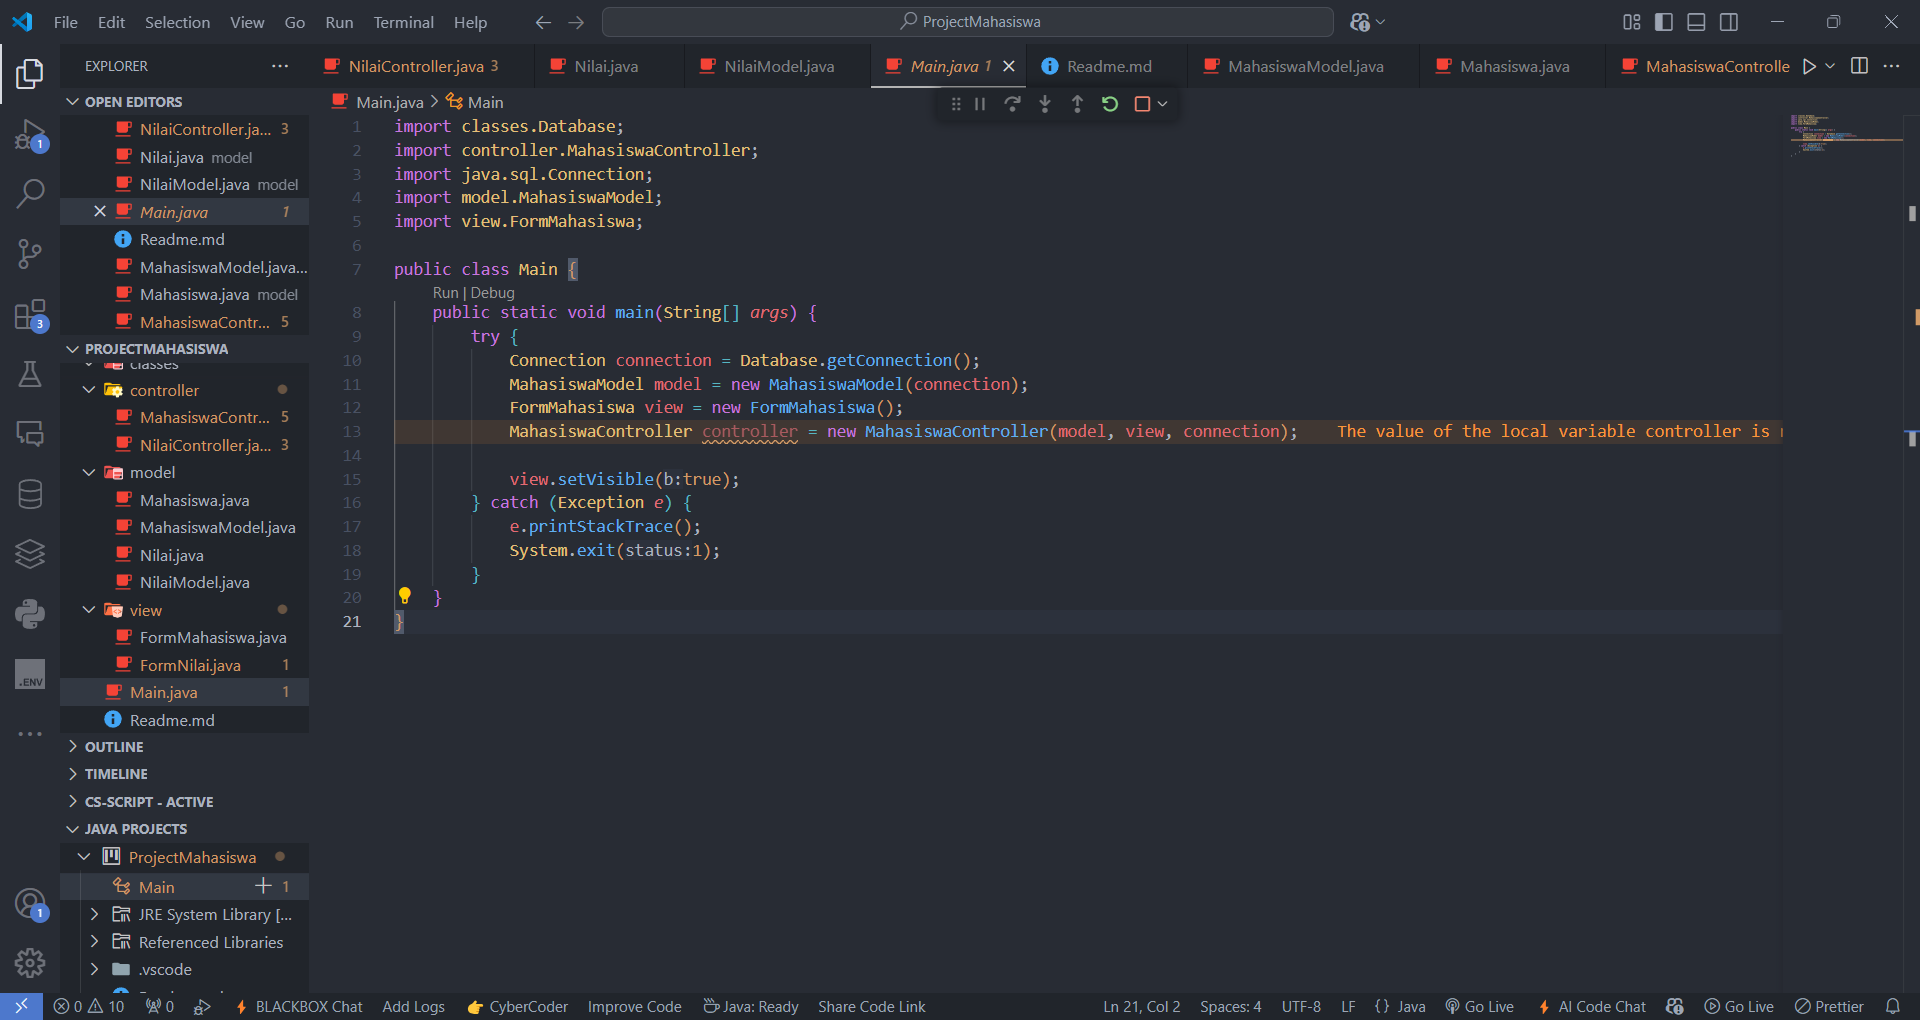 File Edit Selection View Go Run Terminal Help
ProjectMahasiswa
EXPLORER
NilaiController.java 3
Nilai.java
NilaiModel.java
Main.java 1
Readme.md
MahasiswaModel.java
Mahasiswa.java
MahasiswaControlle
OPEN EDITORS
NilaiController.ja... 3
Nilai.java model
NilaiModel.java model
Main.java 1
Readme.md
MahasiswaModel.java...
Mahasiswa.java model
MahasiswaContr... 5
PROJECTMAHASISWA
classes
controller
MahasiswaContr... 5
NilaiController.ja... 3
model
Mahasiswa.java
MahasiswaModel.java
Nilai.java
NilaiModel.java
view
FormMahasiswa.java
FormNilai.java 1
Main.java 1
Readme.md
OUTLINE
TIMELINE
CS-SCRIPT - ACTIVE
JAVA PROJECTS
ProjectMahasiswa
Main 1
JRE System Library [...
Referenced Libraries
.vscode
1
3
.ENV
1
Main.java > Main
1 import classes.Database;
2 import controller.MahasiswaController;
3 import java.sql.Connection;
4 import model.MahasiswaModel;
5 import view.FormMahasiswa;
6
7 public class Main {
Run | Debug
8 public static void main(String[] args) {
9 try {
10 Connection connection = Database.getConnection();
11 MahasiswaModel model = new MahasiswaModel(connection);
12 FormMahasiswa view = new FormMahasiswa();
13 MahasiswaController controller = new MahasiswaController(model, view, connection); The value of the local variable controller is
14
15 view.setVisible(b:true);
16 } catch (Exception e) {
17 e.printStackTrace();
18 System.exit(status:1);
19 }
20 }
21 }
0 10 0 BLACKBOX Chat Add Logs CyberCoder Improve Code Java: Ready Share Code Link Ln 21, Col 2 Spaces: 4 UTF-8 LF {} Java Go Live AI Code Chat Go Live Prettier